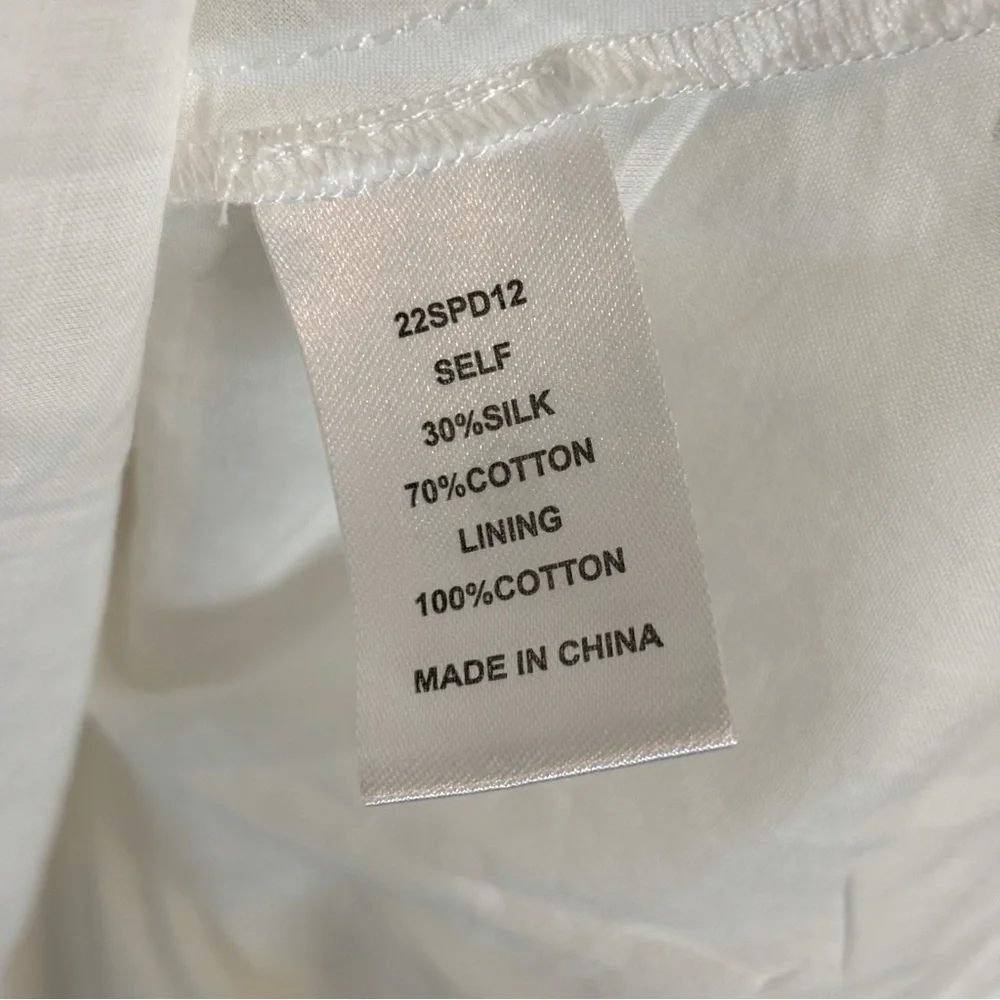 22SPD12
SELF
30%SILK
70%COTTON
LINING
100%COTTON
MADE IN CHINA